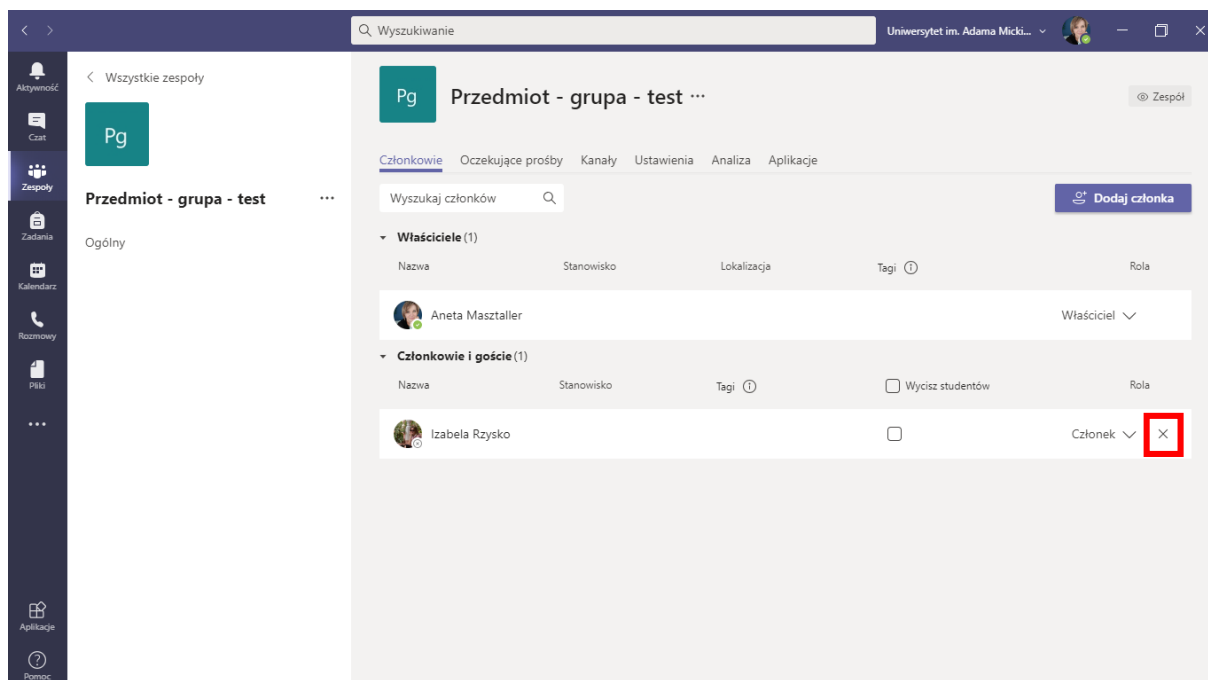 Wyszukiwanie
Uniwersytet im. Adama Micki...
Aktywność
Czat
Zespoły
Zadania
Kalendarz
Rozmowy
Pliki
Aplikacje
Pomoc
Wszystkie zespoły
Pg
Przedmiot - grupa - test ...
Ogólny
Pg Przedmiot - grupa - test ...
Zespół
Członkowie Oczekujące prośby Kanały Ustawienia Analiza Aplikacje
Wyszukaj członków
Dodaj członka
Właściciele (1)
Nazwa Stanowisko Lokalizacja Tagi Rola
Aneta Masztaller Właściciel
Członkowie i goście (1)
Nazwa Stanowisko Tagi Wycisz studentów Rola
Izabela Rzysko Członek